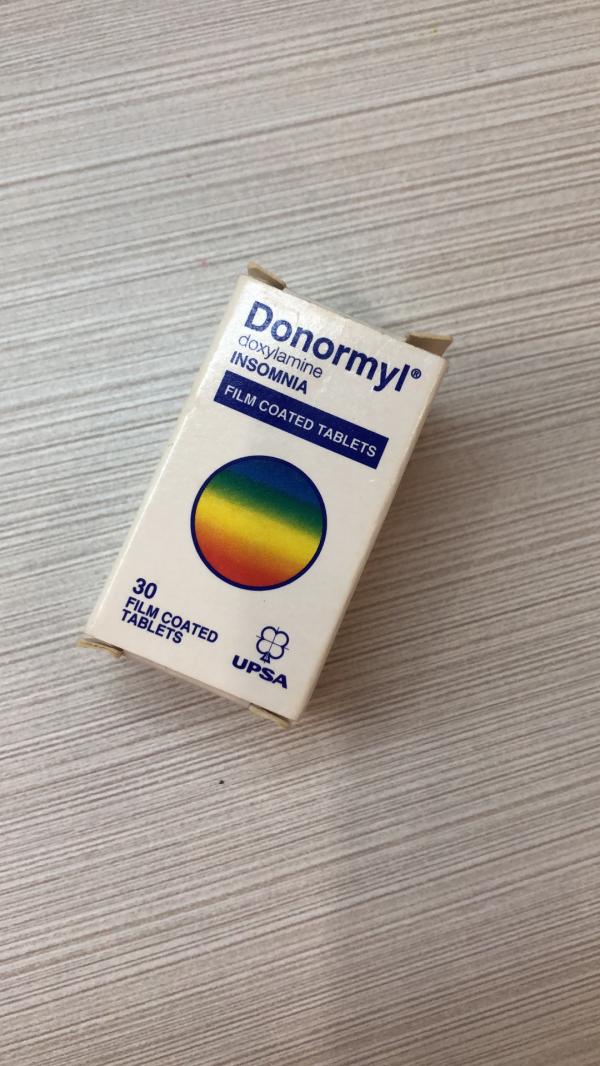 Donormyl®
doxylamine
INSOMNIA
FILM COATED TABLETS
30
FILM COATED
TABLETS
UPSA